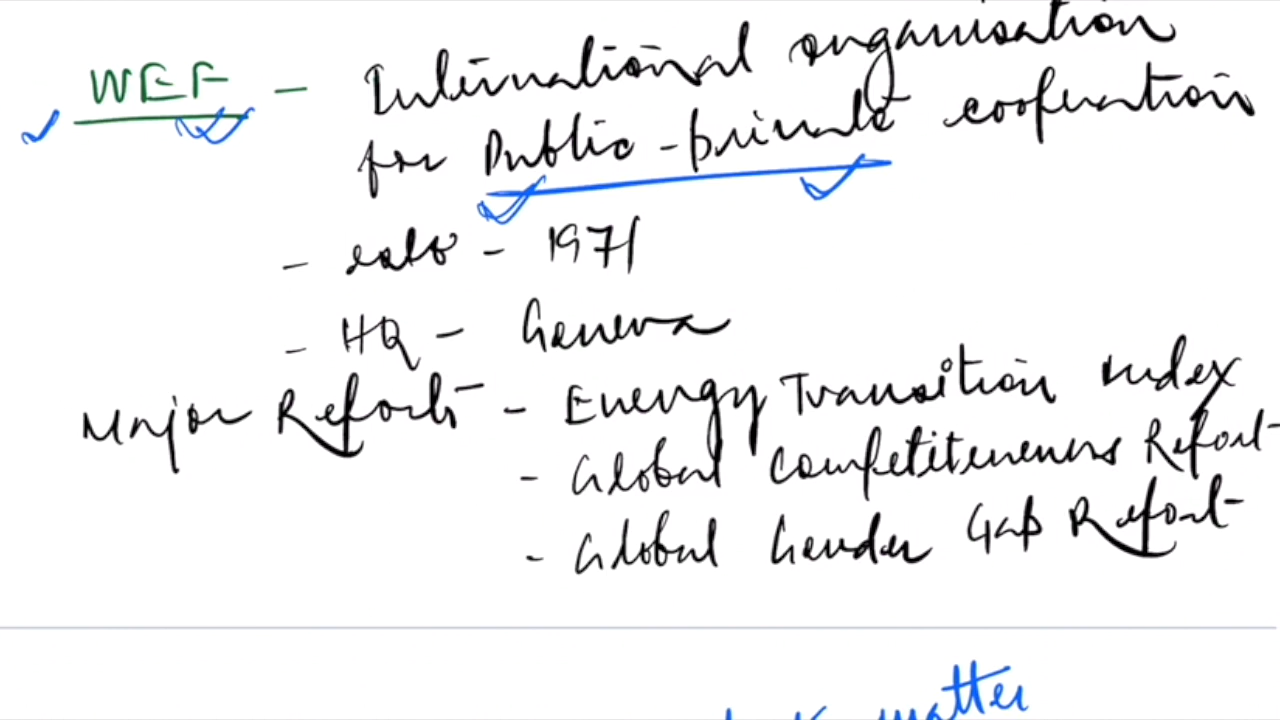 WEF - International organisation
for Public-private cooperation
- estb - 1971
- HQ - Geneva
Major Reports - Energy Transition Index
- Global Competitiveness Report
- Global Gender Gap Report
matter